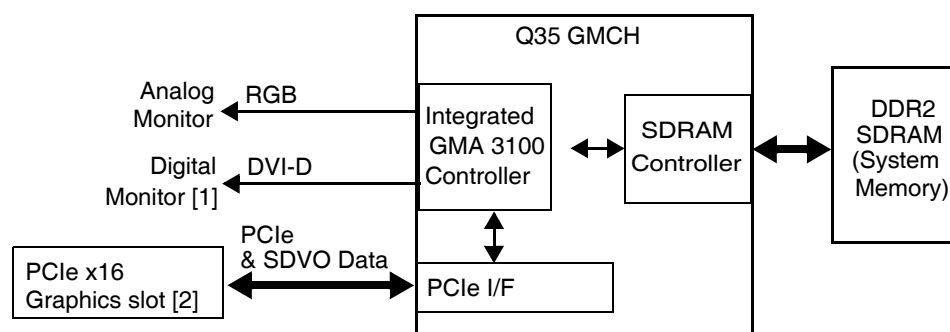 Q35 GMCH
Analog
Monitor
RGB
Integrated
GMA 3100
Controller
SDRAM
Controller
DDR2
SDRAM
(System
Memory)
Digital
Monitor [1]
DVI-D
PCIe
& SDVO Data
PCIe x16
Graphics slot [2]
PCIe I/F